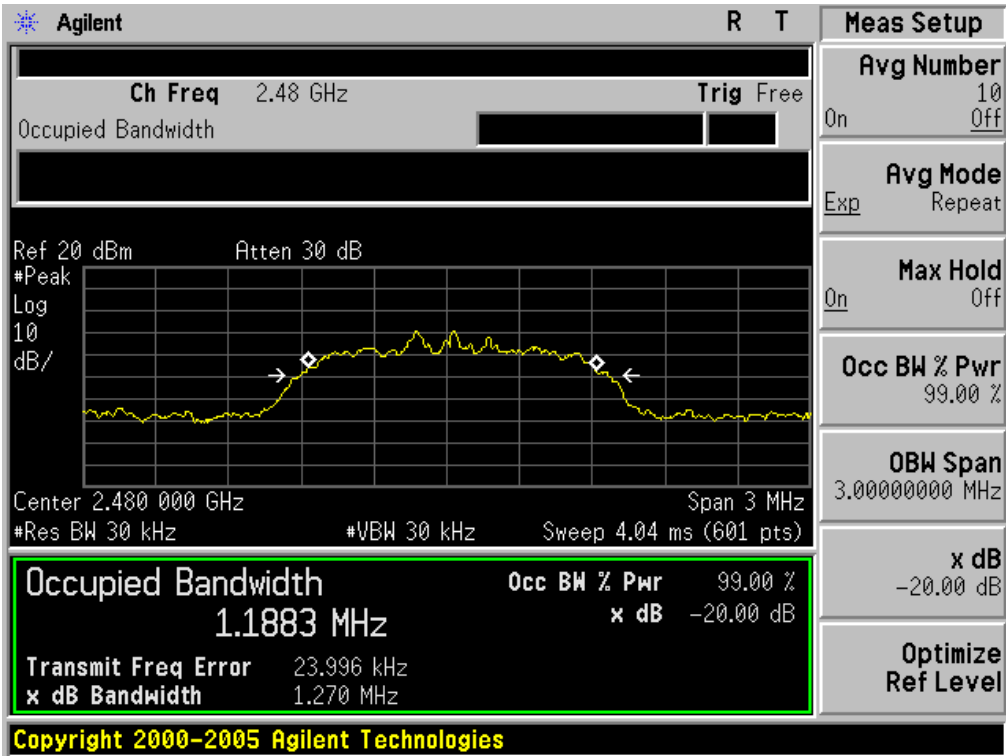 Agilent R T
Ch Freq 2.48 GHz Trig Free
Occupied Bandwidth
Ref 20 dBm Atten 30 dB
#Peak
Log
10
dB/
Center 2.480 000 GHz Span 3 MHz
#Res BW 30 kHz #VBW 30 kHz Sweep 4.04 ms (601 pts)
Occupied Bandwidth Occ BW % Pwr 99.00 %
1.1883 MHz x dB -20.00 dB
Transmit Freq Error 23.996 kHz
x dB Bandwidth 1.270 MHz
Copyright 2000-2005 Agilent Technologies
Meas Setup
Avg Number
10
On Off
Avg Mode
Exp Repeat
Max Hold
On Off
Occ BW % Pwr
99.00 %
OBW Span
3.00000000 MHz
x dB
-20.00 dB
Optimize
Ref Level